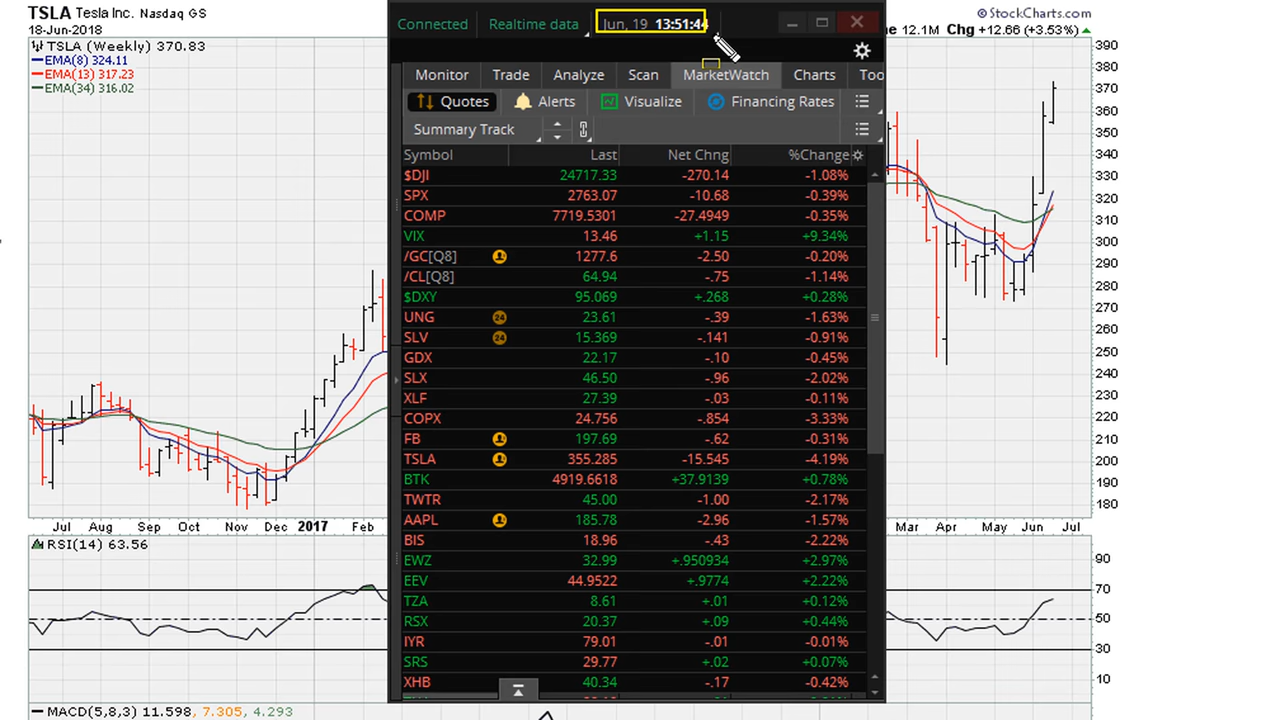 TSLA Tesla Inc. Nasdaq GS
© StockCharts.com
18-Jun-2018
12.1M Chg +12.66 (+3.53%)
TSLA (Weekly) 370.83
EMA(8) 324.11
EMA(13) 317.23
EMA(34) 316.02
Connected Realtime data Jun, 19 13:51:44
Monitor Trade Analyze Scan MarketWatch Charts Too
Quotes Alerts Visualize Financing Rates
Summary Track
Symbol Last Net Chng %Change
$DJI 24717.33 -270.14 -1.08%
SPX 2763.07 -10.68 -0.39%
COMP 7719.5301 -27.4949 -0.35%
VIX 13.46 +1.15 +9.34%
/GC[Q8] 1277.6 -2.50 -0.20%
/CL[Q8] 64.94 -.75 -1.14%
$DXY 95.069 +.268 +0.28%
UNG 24 23.61 -.39 -1.63%
SLV 24 15.369 -.141 -0.91%
GDX 22.17 -.10 -0.45%
SLX 46.50 -.96 -2.02%
XLF 27.39 -.03 -0.11%
COPX 24.756 -.854 -3.33%
FB 197.69 -.62 -0.31%
TSLA 355.285 -15.545 -4.19%
BTK 4919.6618 +37.9139 +0.78%
TWTR 45.00 -1.00 -2.17%
AAPL 185.78 -2.96 -1.57%
BIS 18.96 -.43 -2.22%
EWZ 32.99 +.950934 +2.97%
EEV 44.9522 +.9774 +2.22%
TZA 8.61 +.01 +0.12%
RSX 20.37 +.09 +0.44%
IYR 79.01 -.01 -0.01%
SRS 29.77 +.02 +0.07%
XHB 40.34 -.17 -0.42%
390
380
370
360
350
340
330
320
310
300
290
280
270
260
250
240
230
220
210
200
190
180
Jul Aug Sep Oct Nov Dec 2017 Feb
Mar Apr May Jun Jul
RSI(14) 63.56
90
70
50
30
10
MACD(5,8,3) 11.598, 7.305, 4.293